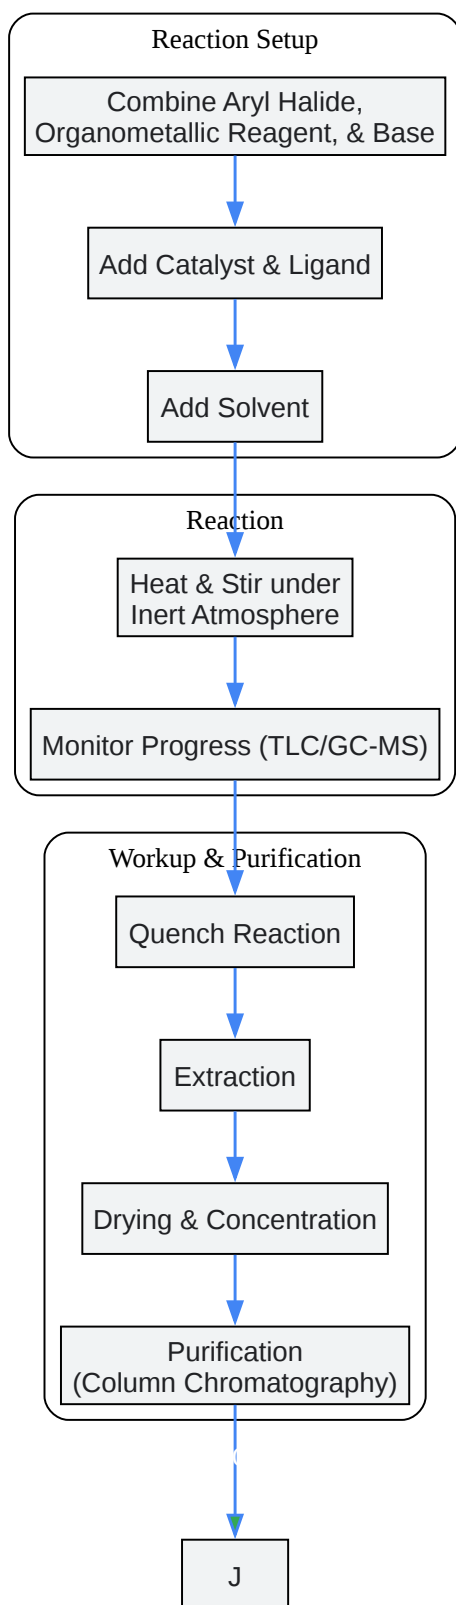 Reaction Setup
Combine Aryl Halide,
Organometallic Reagent, & Base
Add Catalyst & Ligand
Add Solvent
Reaction
Heat & Stir under
Inert Atmosphere
Monitor Progress (TLC/GC-MS)
Workup & Purification
Quench Reaction
Extraction
Drying & Concentration
Purification
(Column Chromatography)
J